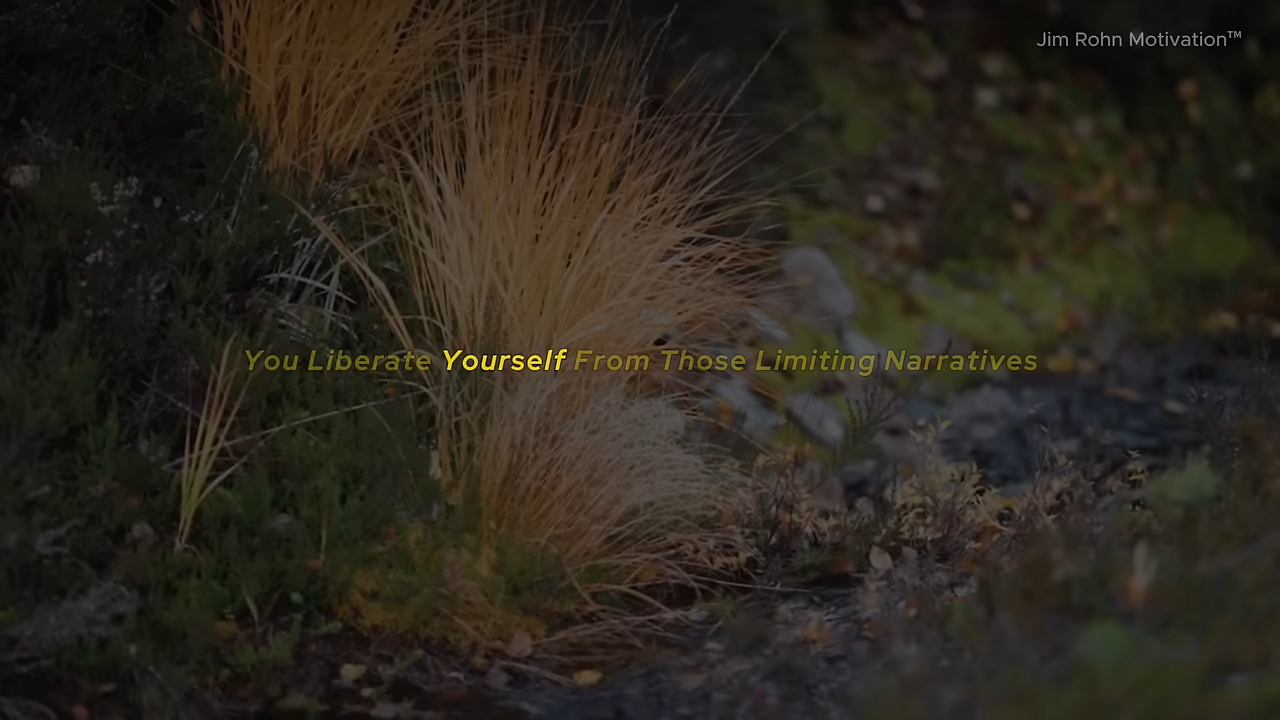 Jim Rohn Motivation™
You Liberate Yourself From Those Limiting Narratives